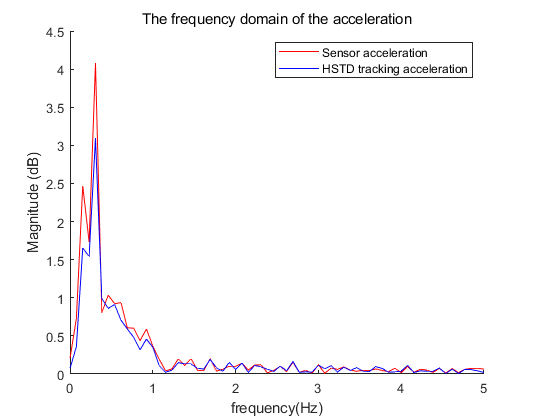 The frequency domain of the acceleration
Sensor acceleration
HSTD tracking acceleration
Magnitude (dB)
4.5
4
3.5
3
2.5
2
1.5
1
0.5
0
0 1 2 3 4 5
frequency(Hz)